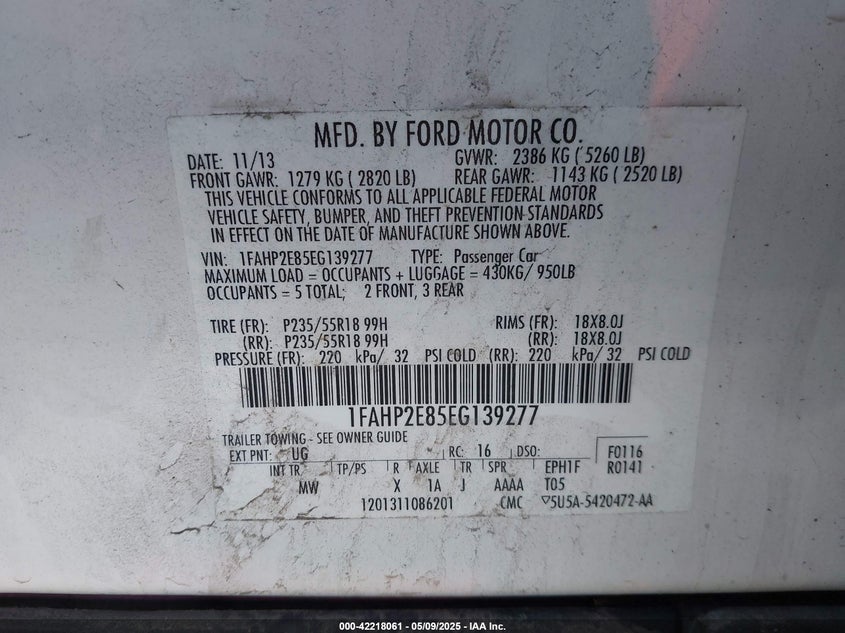 MFD. BY FORD MOTOR CO.
DATE: 11/13 GVWR: 2386 KG ( 5260 LB)
FRONT GAWR: 1279 KG ( 2820 LB) REAR GAWR: 1143 KG ( 2520 LB)
THIS VEHICLE CONFORMS TO ALL APPLICABLE FEDERAL MOTOR
VEHICLE SAFETY, BUMPER, AND THEFT PREVENTION STANDARDS
IN EFFECT ON THE DATE OF MANUFACTURE SHOWN ABOVE.
VIN: 1FAHP2E85EG139277 TYPE: Passenger Car
MAXIMUM LOAD = OCCUPANTS + LUGGAGE = 430KG/ 950LB
OCCUPANTS = 5 TOTAL; 2 FRONT, 3 REAR
TIRE (FR): P235/55R18 99H RIMS (FR): 18X8.0J
(RR): P235/55R18 99H (RR): 18X8.0J
PRESSURE (FR): 220 kPa/ 32 PSI COLD (RR): 220 kPa/ 32 PSI COLD
1FAHP2E85EG139277
TRAILER TOWING - SEE OWNER GUIDE
EXT PNT: UG RC: 16 DSO: F0116
INT TR TP/PS R AXLE TR SPR EPH1F R0141
MW X 1A J AAAA T05
1201311086201 CMC ▽5U5A-5420472-AA
000-42218061 - 05/09/2025 - IAA Inc.